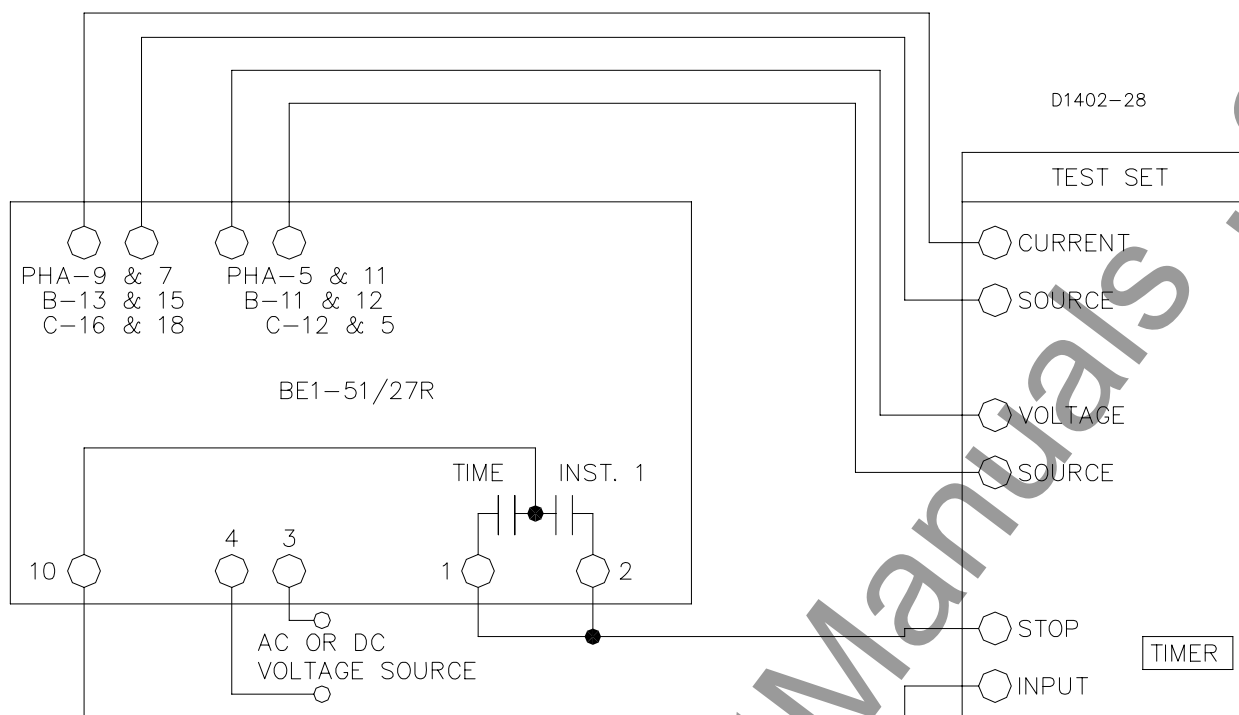 D1402-28
TEST SET
CURRENT
SOURCE
PHA-9 & 7
B-13 & 15
C-16 & 18
PHA-5 & 11
B-11 & 12
C-12 & 5
BE1-51/27R
VOLTAGE
SOURCE
TIME
INST. 1
10
4
3
1
2
AC OR DC
VOLTAGE SOURCE
STOP
INPUT
TIMER
Manuals